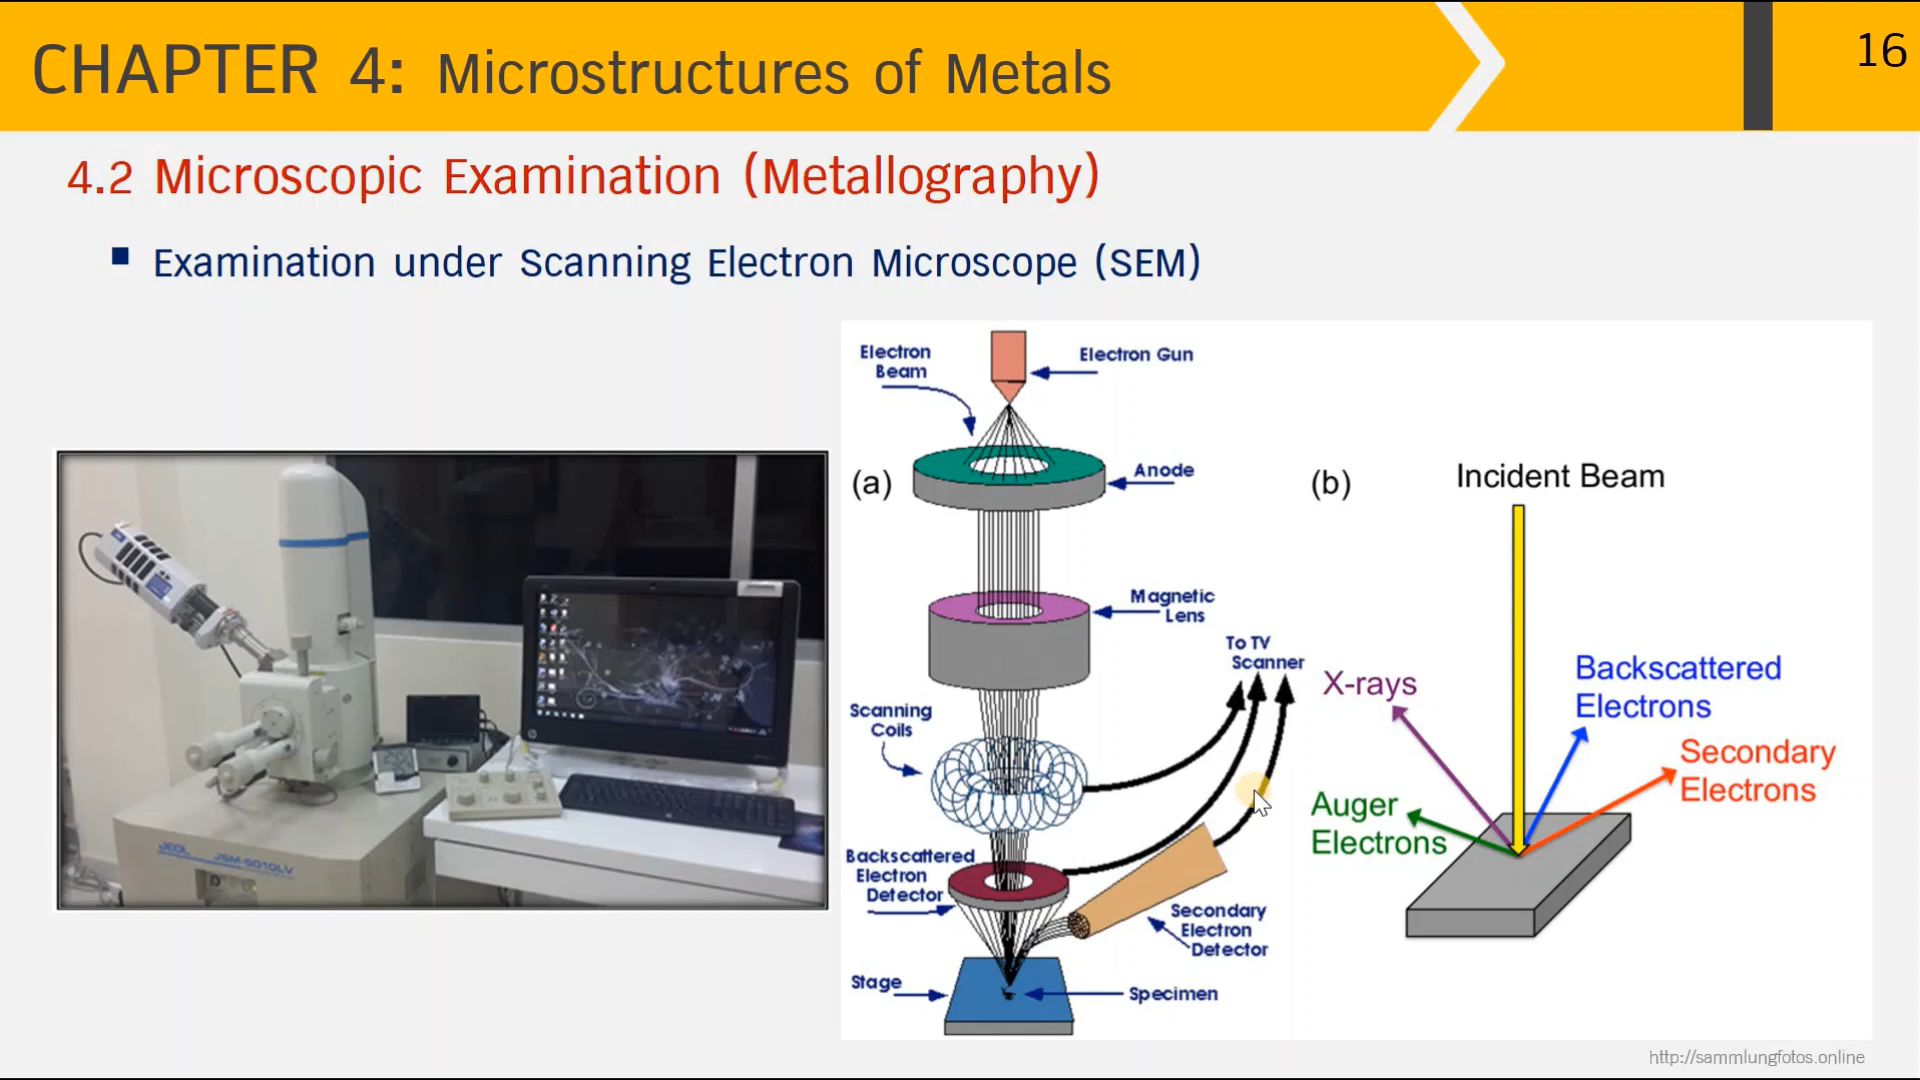 CHAPTER 4: Microstructures of Metals
16
4.2 Microscopic Examination (Metallography)
Examination under Scanning Electron Microscope (SEM)
JEOL JSM-6010LV
(a)
Electron
Beam
Electron Gun
Anode
Magnetic
Lens
To TV
Scanner
Scanning
Coils
Backscattered
Electron
Detector
Secondary
Electron
Detector
Stage
Specimen
(b)
Incident Beam
X-rays
Backscattered
Electrons
Secondary
Electrons
Auger
Electrons
http://sammlungfotos.online